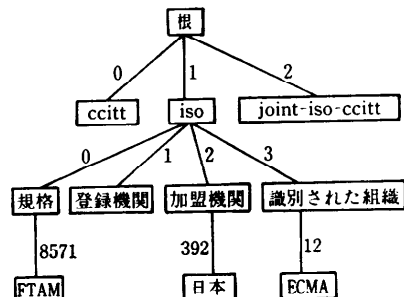 根
0 1 2
ccitt iso joint-iso-ccitt
0 1 2 3
規格 登録機関 加盟機関 識別された組織
8571 392 12
FTAM 日本 ECMA